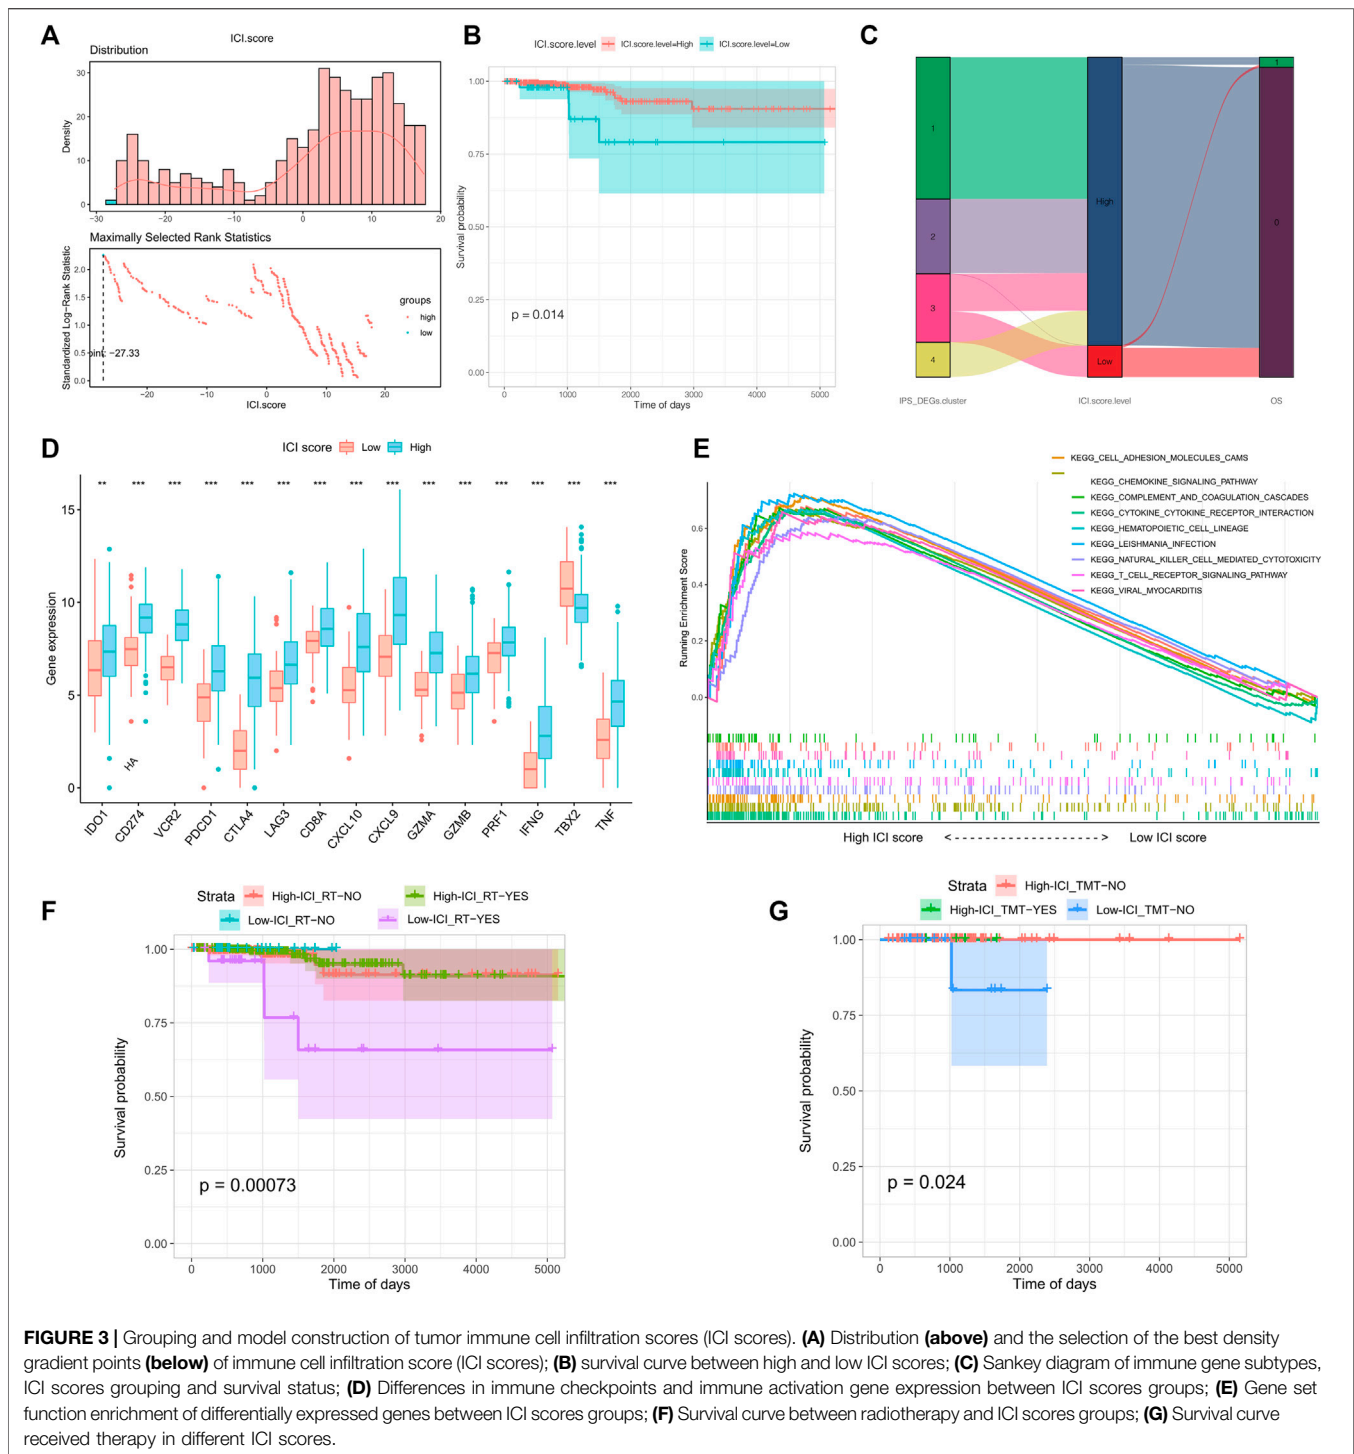 A
ICI.score
Distribution
Density
30
20
10
0
−30
−20
−10
0
10
20
Maximally Selected Rank Statistics
Standardized Log−Rank Statistic
2.0
1.5
1.0
0.5
0.0
oint: −27.33
groups
high
low
−20
−10
0
10
20
ICI.score
B
ICI.score.level
ICI.score.level=High
ICI.score.level=Low
Survival probability
1.00
0.75
0.50
0.25
0.00
p = 0.014
0
1000
2000
3000
4000
5000
Time of days
C
1
2
3
4
High
Low
1
0
IPS_DEGs.cluster
ICI.score.level
OS
D
ICI score
Low
High
** *** *** *** *** *** *** *** *** *** *** *** *** *** ***
Gene expression
15
10
5
0
HA
IDO1
CD274
VCR2
PDCD1
CTLA4
LAG3
CD8A
CXCL10
CXCL9
GZMA
GZMB
PRF1
IFNG
TBX2
TNF
E
KEGG_CELL_ADHESION_MOLECULES_CAMS
KEGG_CHEMOKINE_SIGNALING_PATHWAY
KEGG_COMPLEMENT_AND_COAGULATION_CASCADES
KEGG_CYTOKINE_CYTOKINE_RECEPTOR_INTERACTION
KEGG_HEMATOPOIETIC_CELL_LINEAGE
KEGG_LEISHMANIA_INFECTION
KEGG_NATURAL_KILLER_CELL_MEDIATED_CYTOTOXICITY
KEGG_T_CELL_RECEPTOR_SIGNALING_PATHWAY
KEGG_VIRAL_MYOCARDITIS
Running Enrichment Score
0.6
0.4
0.2
0.0
High ICI score
Low ICI score
F
Strata
High-ICI_RT−NO
High-ICI_RT−YES
Low-ICI_RT−NO
Low-ICI_RT−YES
Survival probability
1.00
0.75
0.50
0.25
0.00
p = 0.00073
0
1000
2000
3000
4000
5000
Time of days
G
Strata
High-ICI_TMT−NO
High-ICI_TMT−YES
Low-ICI_TMT−NO
Survival probability
1.00
0.75
0.50
0.25
0.00
p = 0.024
0
1000
2000
3000
4000
5000
Time of days
FIGURE 3 | Grouping and model construction of tumor immune cell infiltration scores (ICI scores). (A) Distribution (above) and the selection of the best density
gradient points (below) of immune cell infiltration score (ICI scores); (B) survival curve between high and low ICI scores; (C) Sankey diagram of immune gene subtypes,
ICI scores grouping and survival status; (D) Differences in immune checkpoints and immune activation gene expression between ICI scores groups; (E) Gene set
function enrichment of differentially expressed genes between ICI scores groups; (F) Survival curve between radiotherapy and ICI scores groups; (G) Survival curve
received therapy in different ICI scores.